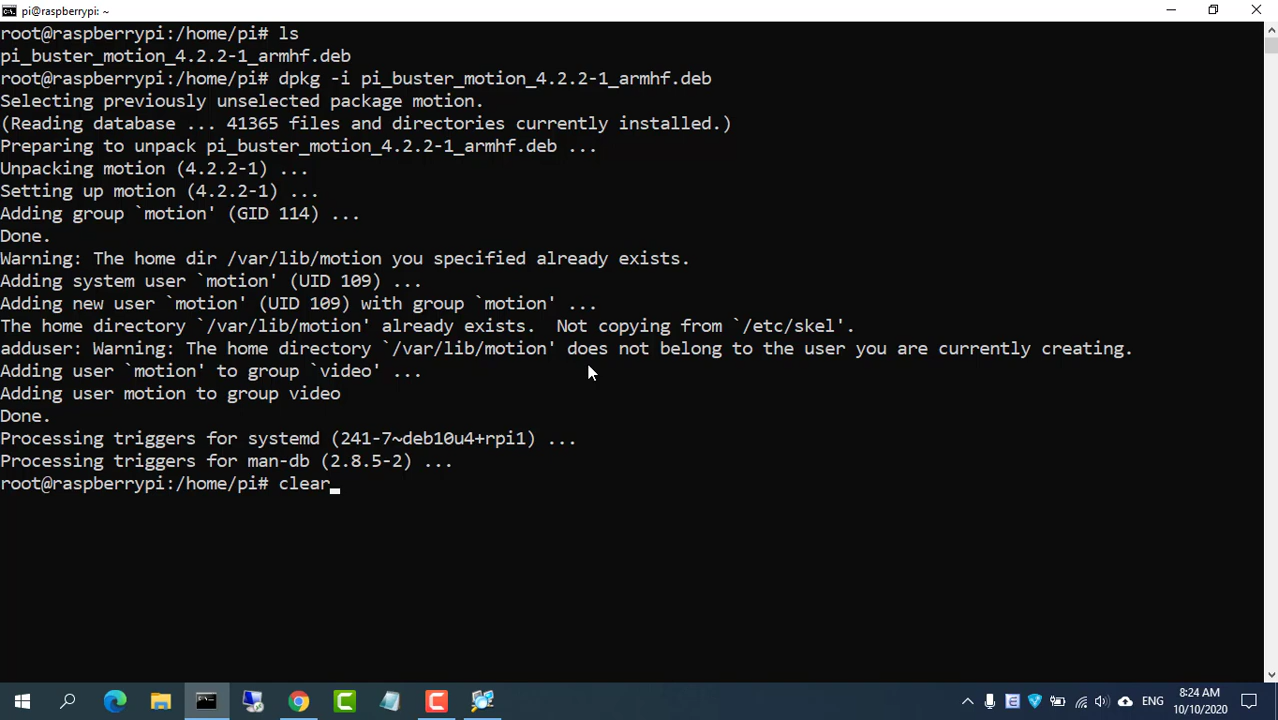 pi@raspberrypi: ~
root@raspberrypi:/home/pi# ls
pi_buster_motion_4.2.2-1_armhf.deb
root@raspberrypi:/home/pi# dpkg -i pi_buster_motion_4.2.2-1_armhf.deb
Selecting previously unselected package motion.
(Reading database ... 41365 files and directories currently installed.)
Preparing to unpack pi_buster_motion_4.2.2-1_armhf.deb ...
Unpacking motion (4.2.2-1) ...
Setting up motion (4.2.2-1) ...
Adding group `motion' (GID 114) ...
Done.
Warning: The home dir /var/lib/motion you specified already exists.
Adding system user `motion' (UID 109) ...
Adding new user `motion' (UID 109) with group `motion' ...
The home directory `/var/lib/motion' already exists.  Not copying from `/etc/skel'.
adduser: Warning: The home directory `/var/lib/motion' does not belong to the user you are currently creating.
Adding user `motion' to group `video' ...
Adding user motion to group video
Done.
Processing triggers for systemd (241-7~deb10u4+rpi1) ...
Processing triggers for man-db (2.8.5-2) ...
root@raspberrypi:/home/pi# clear
ENG
8:24 AM
10/10/2020